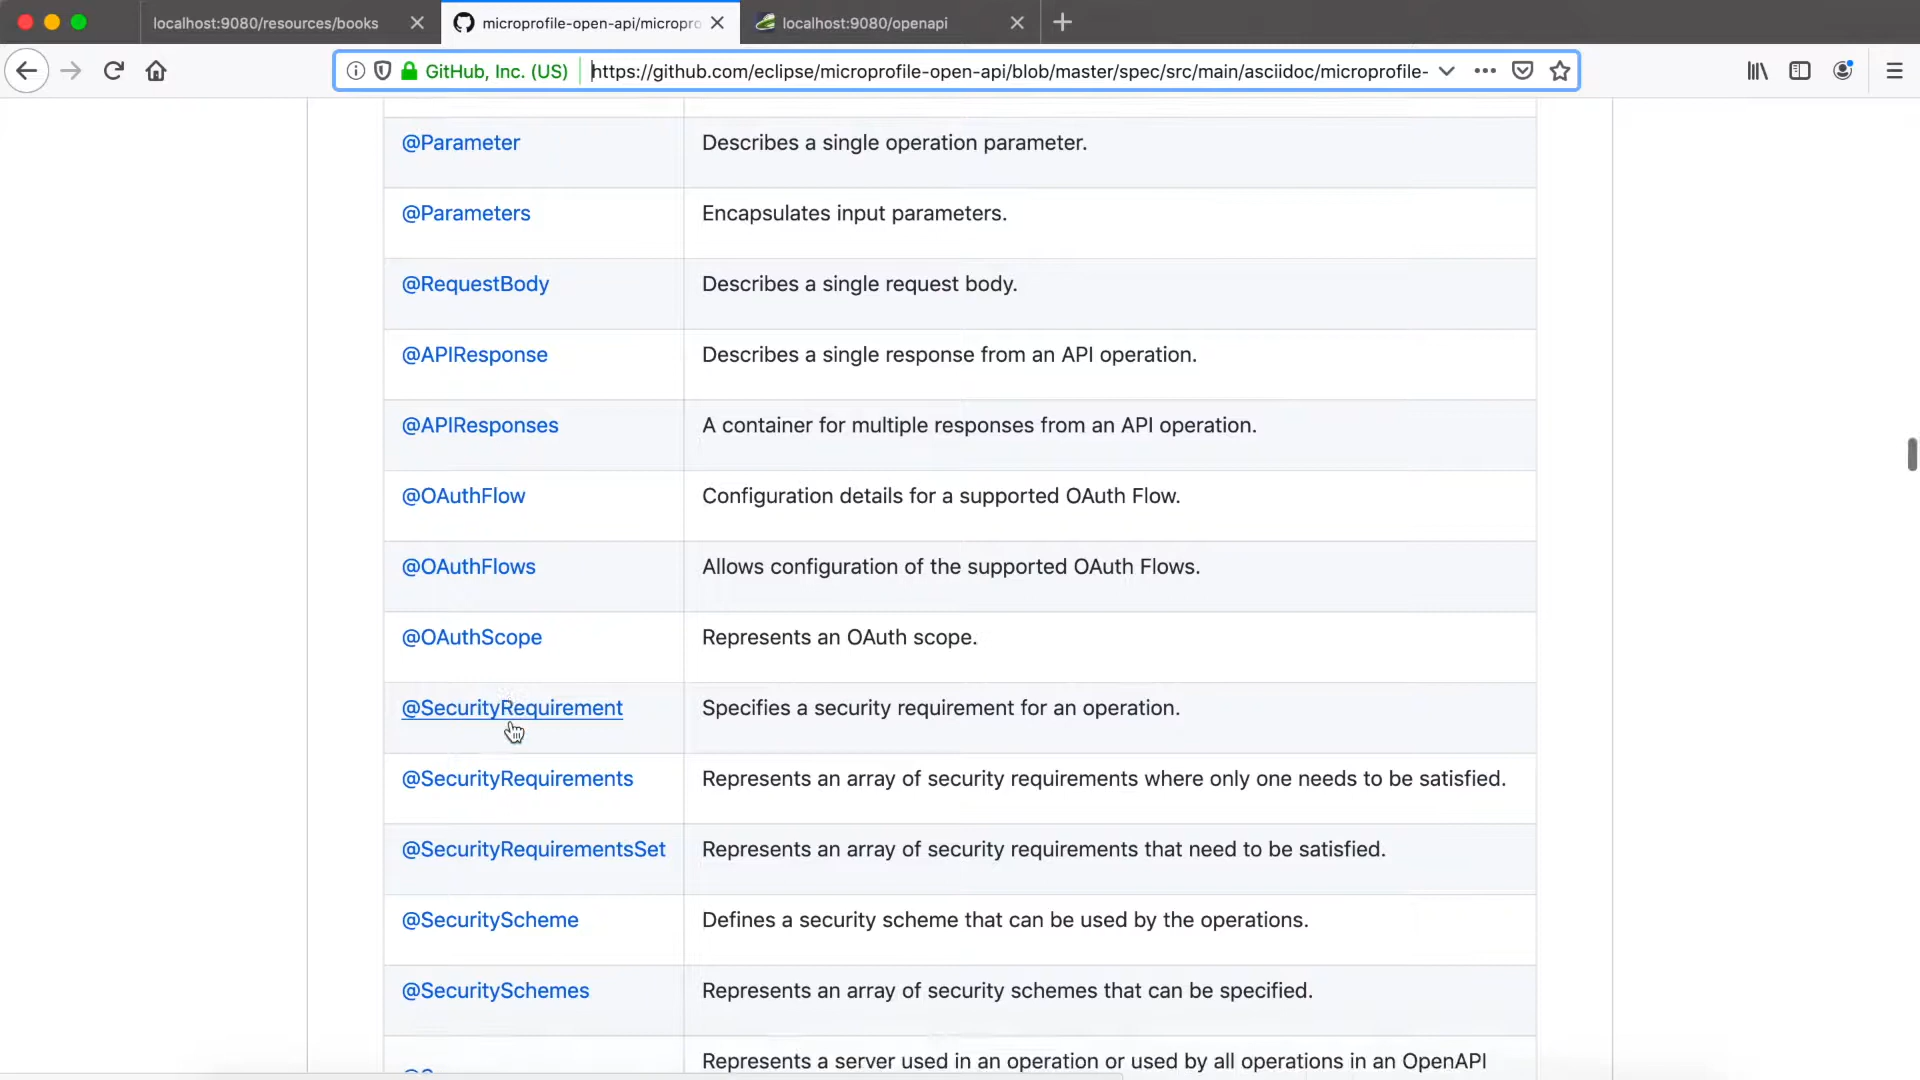 localhost:9080/resources/books
microprofile-open-api/micropro
localhost:9080/openapi
GitHub, Inc. (US)
https://github.com/eclipse/microprofile-open-api/blob/master/spec/src/main/asciidoc/microprofile-
@Parameter Describes a single operation parameter.
@Parameters Encapsulates input parameters.
@RequestBody Describes a single request body.
@APIResponse Describes a single response from an API operation.
@APIResponses A container for multiple responses from an API operation.
@OAuthFlow Configuration details for a supported OAuth Flow.
@OAuthFlows Allows configuration of the supported OAuth Flows.
@OAuthScope Represents an OAuth scope.
@SecurityRequirement Specifies a security requirement for an operation.
@SecurityRequirements Represents an array of security requirements where only one needs to be satisfied.
@SecurityRequirementsSet Represents an array of security requirements that need to be satisfied.
@SecurityScheme Defines a security scheme that can be used by the operations.
@SecuritySchemes Represents an array of security schemes that can be specified.
Represents a server used in an operation or used by all operations in an OpenAPI